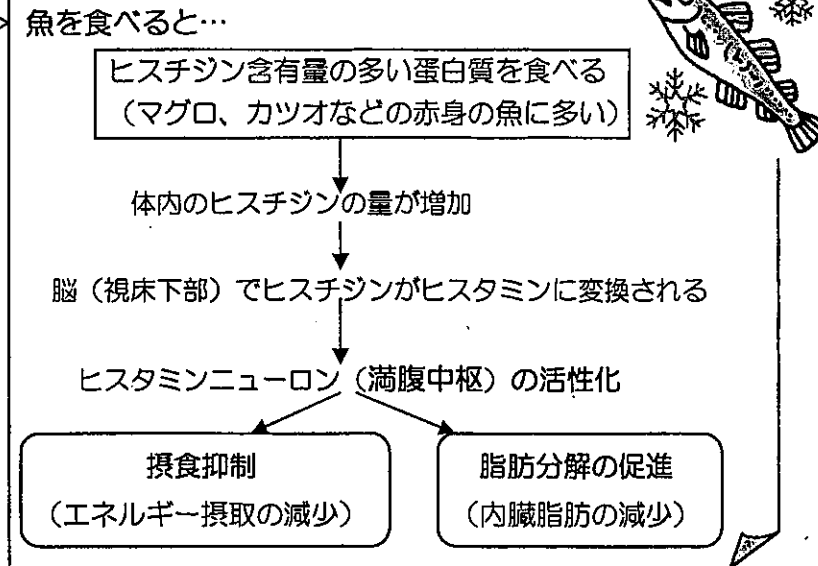 魚を食べると…
ヒスチジン含有量の多い蛋白質を食べる
（マグロ、カツオなどの赤身の魚に多い）
体内のヒスチジンの量が増加
脳（視床下部）でヒスチジンがヒスタミンに変換される
ヒスタミンニューロン（満腹中枢）の活性化
摂食抑制
（エネルギー摂取の減少）
脂肪分解の促進
（内臓脂肪の減少）